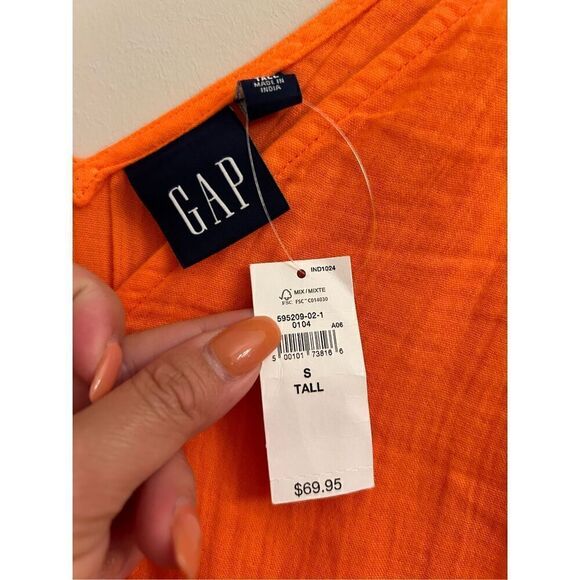 TALL
MADE IN
INDIA
GAP
IND1024
MIX/MIXTE
FSC FSC™ C014030
595209-02-1
0104 A06
5 00101 73816 6
S
TALL
$69.95